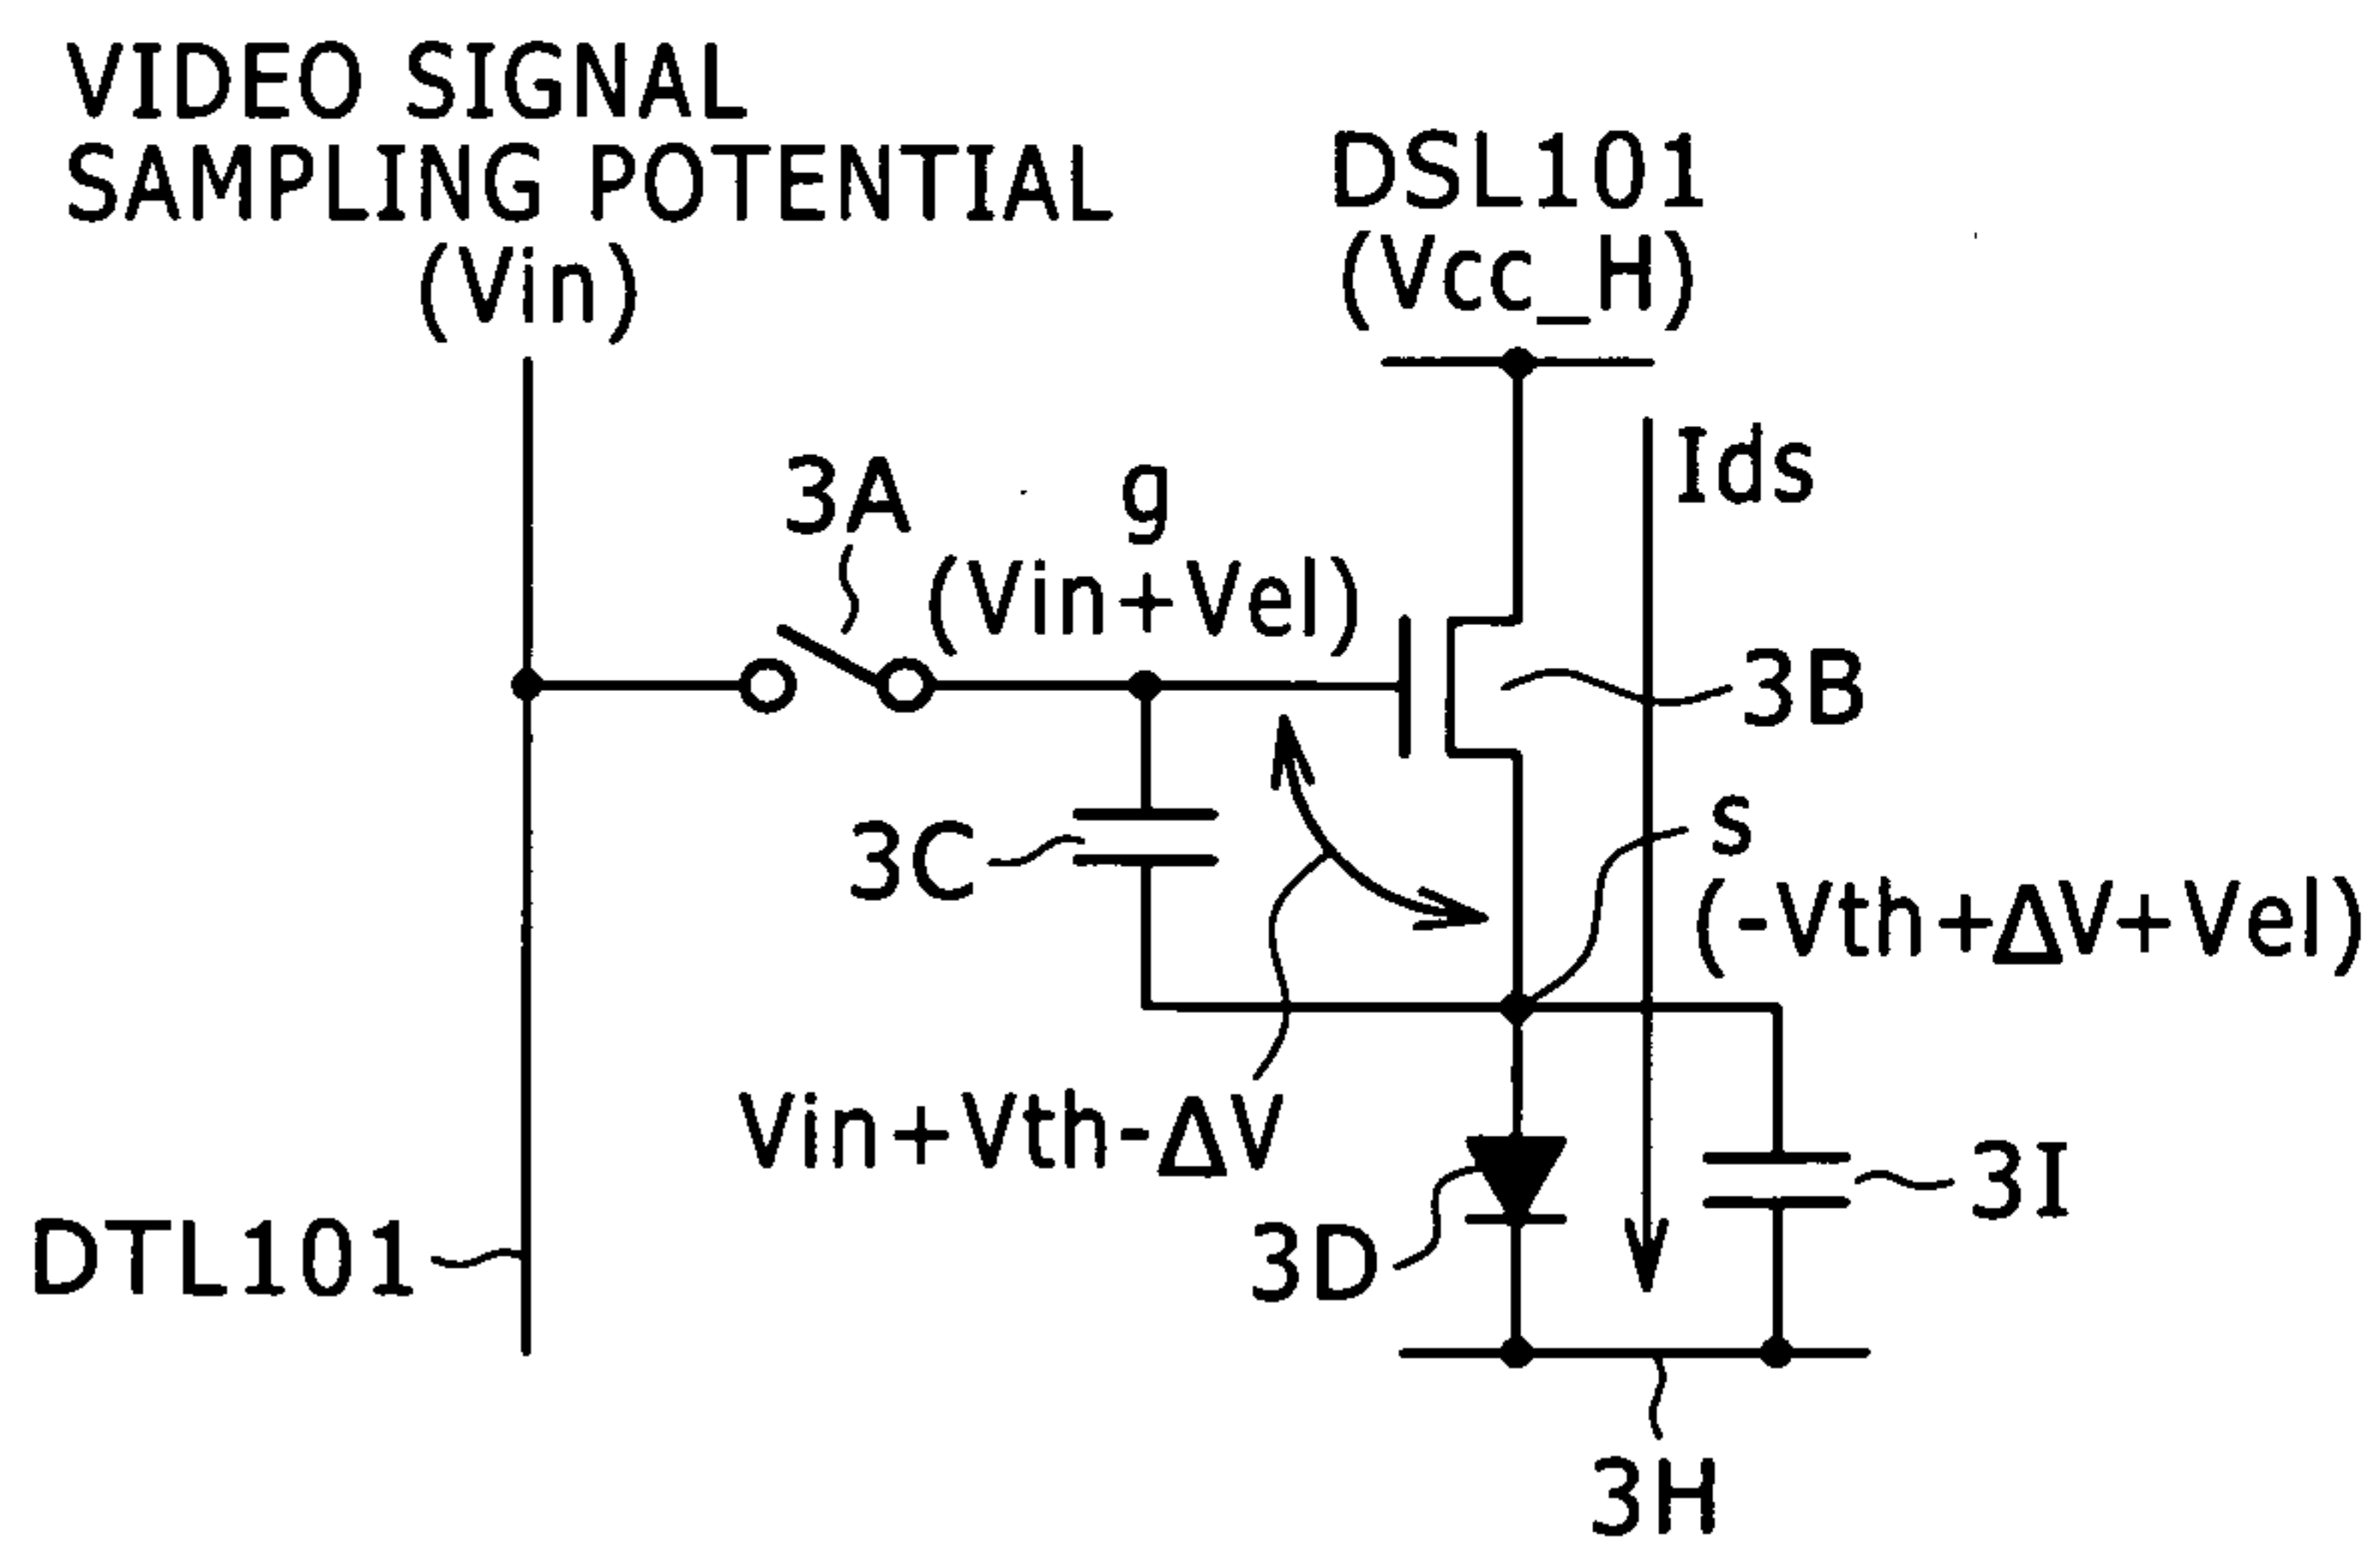 VIDEO SIGNAL
SAMPLING POTENTIAL
(Vin)
DSL101
(Vcc_H)
Ids
3A
g
(Vin+Vel)
3B
3C
s
(-Vth+ΔV+Vel)
Vin+Vth-ΔV
3I
3D
DTL101
3H